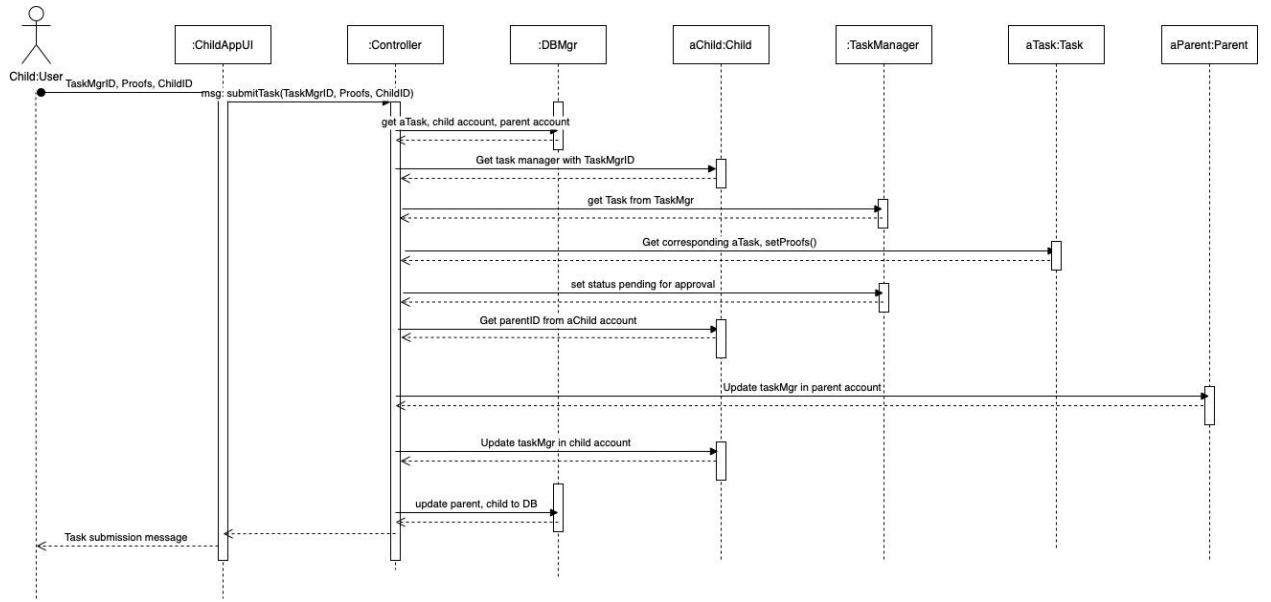 :ChildAppUI
:Controller
:DBMgr
aChild:Child
:TaskManager
aTask:Task
aParent:Parent
Child:User
TaskMgrID, Proofs, ChildID
msg: submitTask(TaskMgrID, Proofs, ChildID)
get aTask, child account, parent account
Get task manager with TaskMgrID
get Task from TaskMgr
Get corresponding aTask, setProofs()
set status pending for approval
Get parentID from aChild account
Update taskMgr in parent account
Update taskMgr in child account
update parent, child to DB
Task submission message